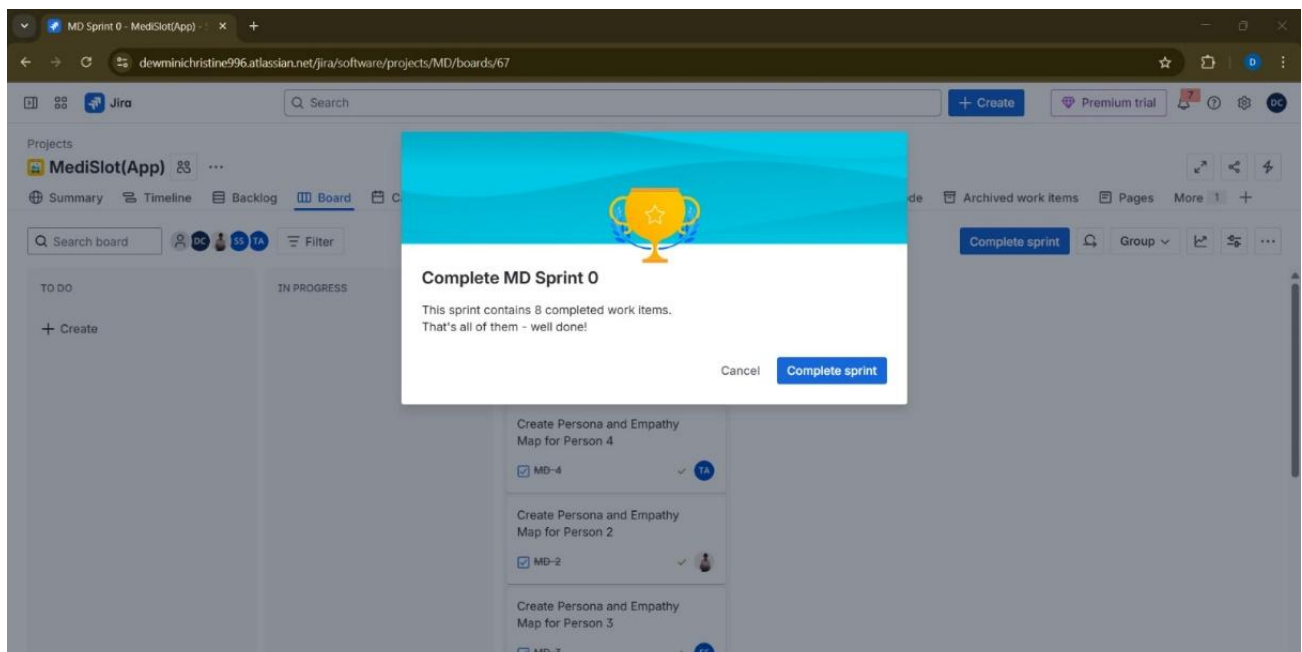 MD Sprint 0 - MediSlot(App) - S
dewminichristine996.atlassian.net/jira/software/projects/MD/boards/67
D
Jira
Search
+ Create
Premium trial
7
DC
Projects
MediSlot(App)
Summary Timeline Backlog Board C
de Archived work items Pages More 1 +
Search board
DC SS TA
Filter
Complete sprint
Group
TO DO
IN PROGRESS
+ Create
Complete MD Sprint 0
This sprint contains 8 completed work items.
That's all of them - well done!
Cancel Complete sprint
Create Persona and Empathy
Map for Person 4
MD-4
TA
Create Persona and Empathy
Map for Person 2
MD-2
Create Persona and Empathy
Map for Person 3
MD-3
SS